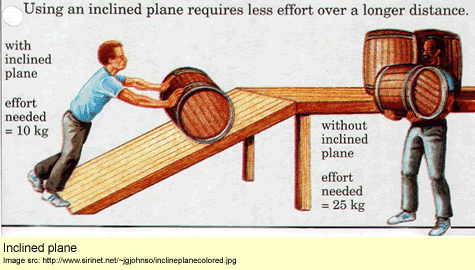 Using an inclined plane requires less effort over a longer distance.
with
inclined
plane
effort
needed
= 10 kg
without
inclined
plane
effort
needed
= 25 kg
Inclined plane
Image src: http://www.sirinet.net/~jgjohnso/inclineplanecolored.jpg